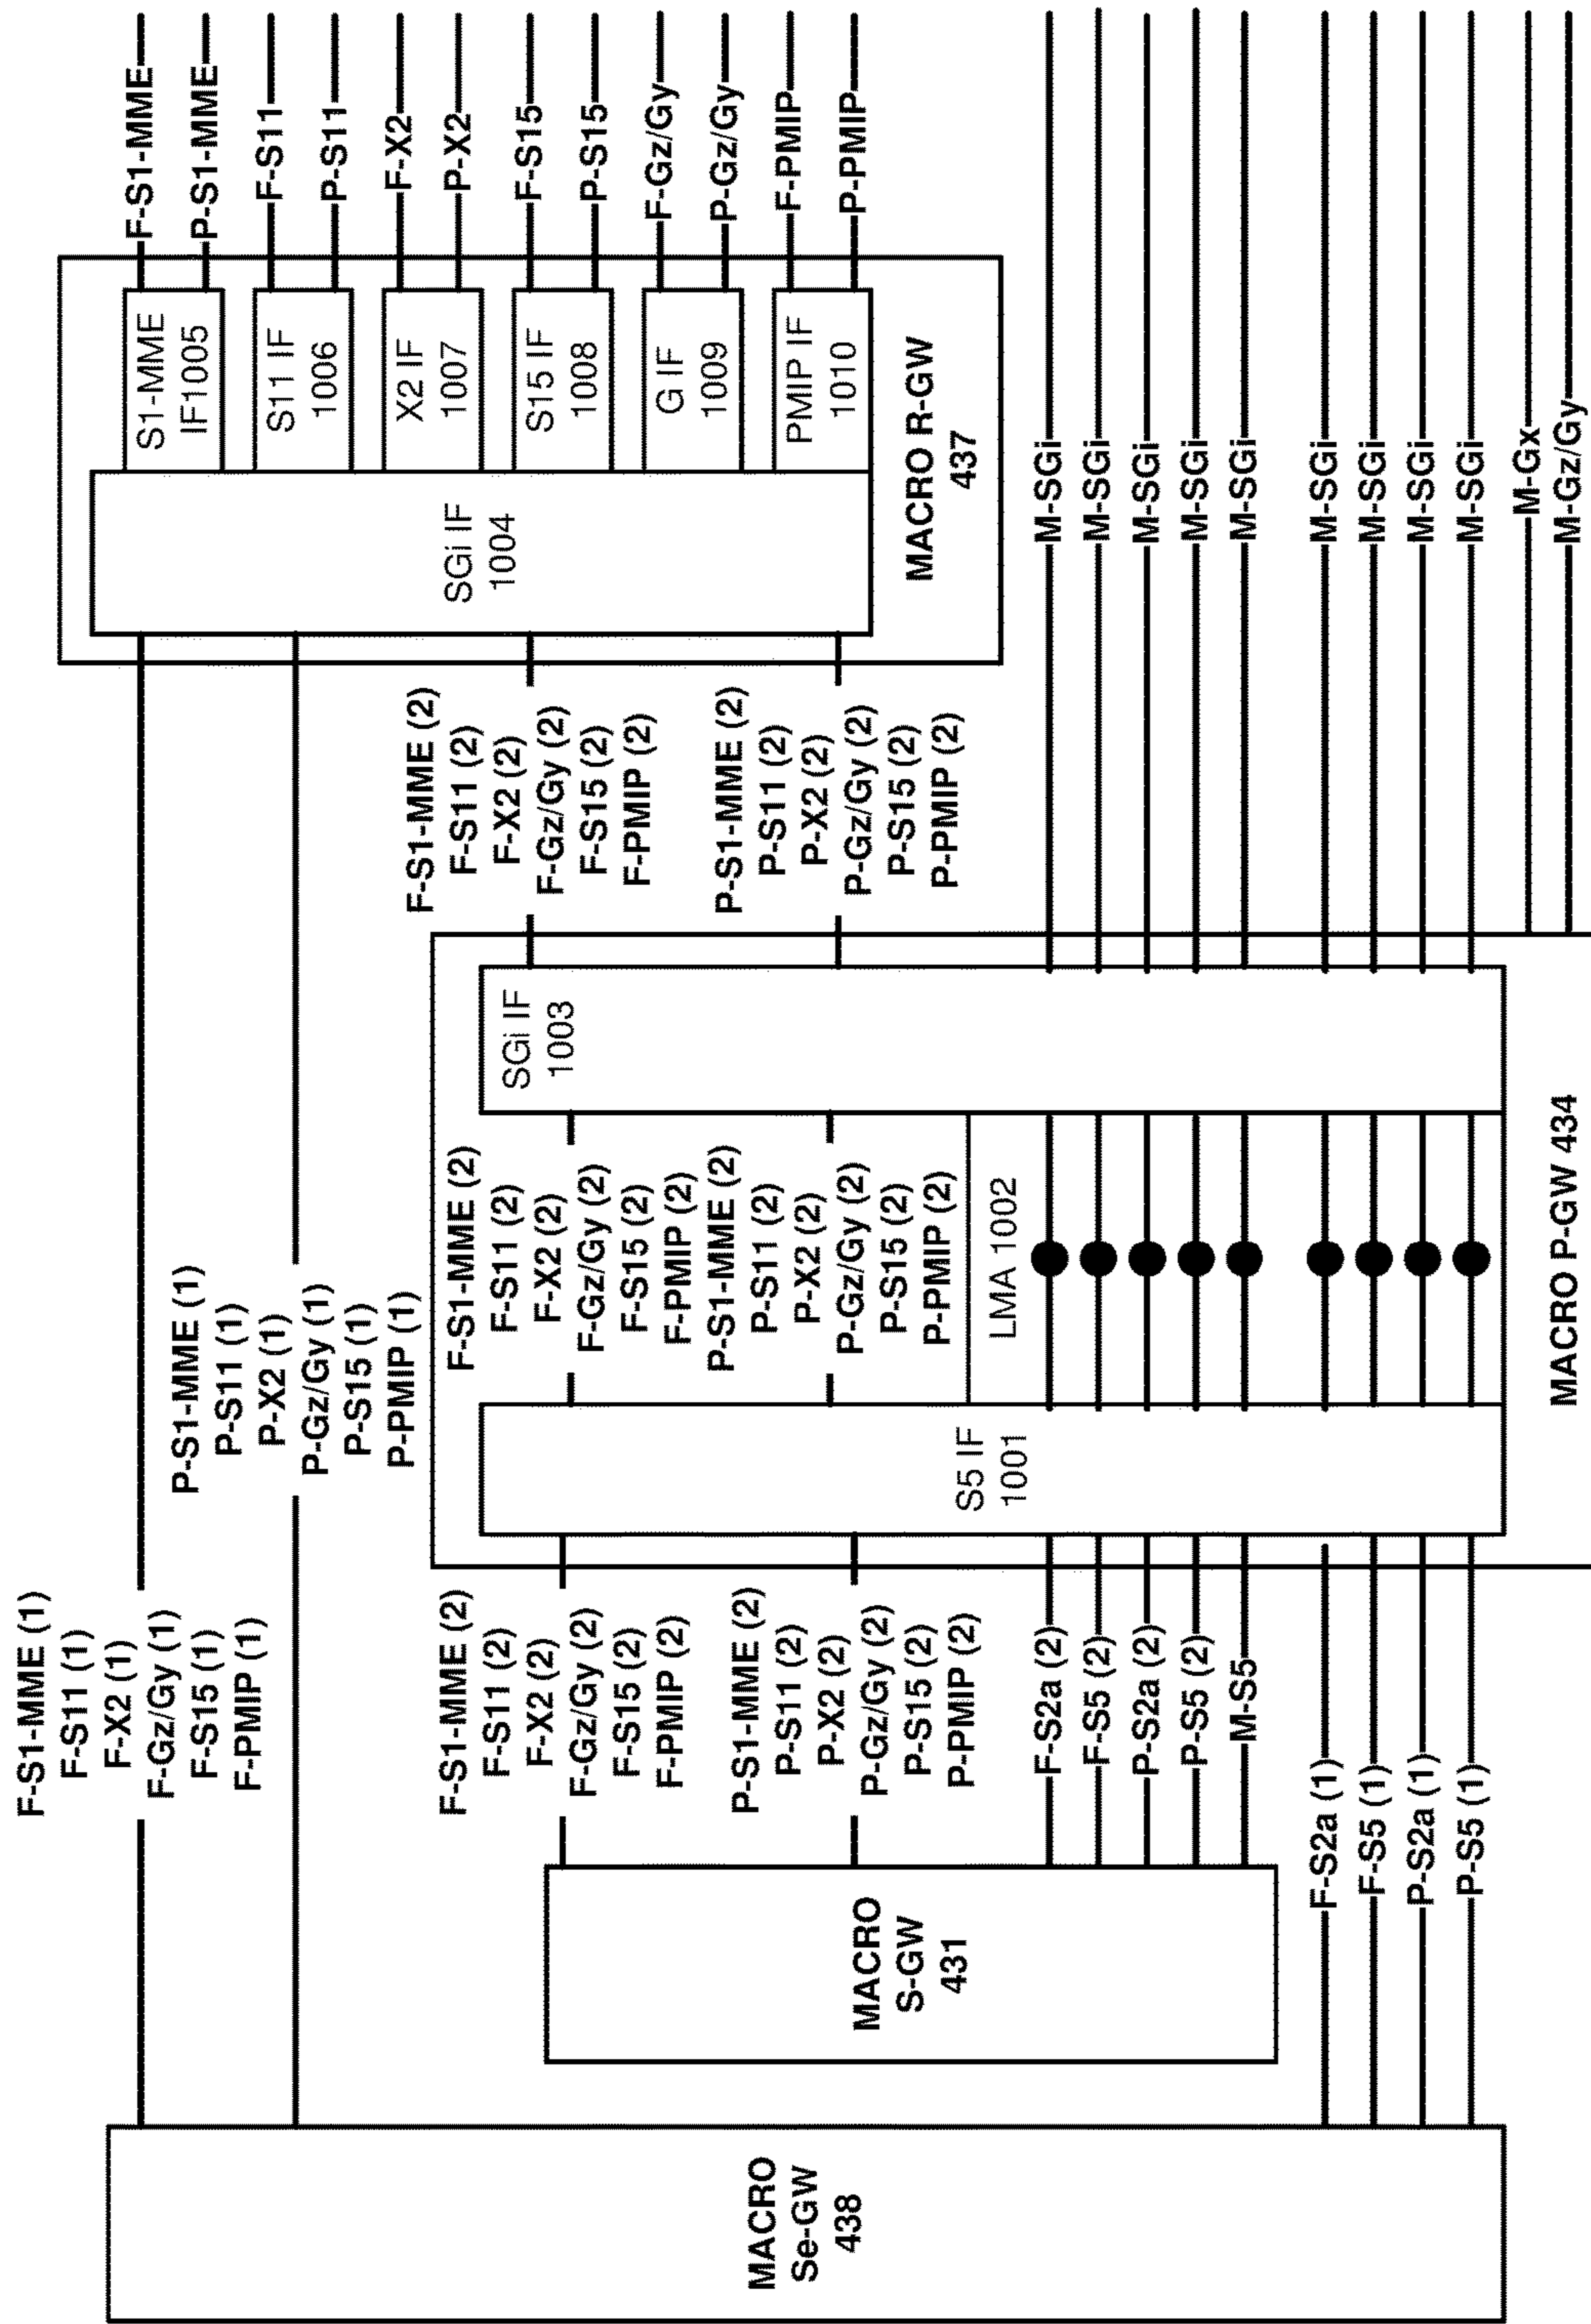 MACRO
Se-GW
438
F-S1-MME (1)
F-S11 (1)
F-X2 (1)
F-Gz/Gy (1)
F-S15 (1)
F-PMIP (1)
P-S1-MME (1)
P-S11 (1)
P-X2 (1)
P-Gz/Gy (1)
P-S15 (1)
P-PMIP (1)
MACRO
S-GW
431
F-S1-MME (2)
F-S11 (2)
F-X2 (2)
F-Gz/Gy (2)
F-S15 (2)
F-PMIP (2)
P-S1-MME (2)
P-S11 (2)
P-X2 (2)
P-Gz/Gy (2)
P-S15 (2)
P-PMIP (2)
F-S2a (2)
F-S5 (2)
P-S2a (2)
P-S5 (2)
M-S5
F-S2a (1)
F-S5 (1)
P-S2a (1)
P-S5 (1)
S5 IF
1001
F-S1-MME (2)
F-S11 (2)
F-X2 (2)
F-Gz/Gy (2)
F-S15 (2)
F-PMIP (2)
P-S1-MME (2)
P-S11 (2)
P-X2 (2)
P-Gz/Gy (2)
P-S15 (2)
P-PMIP (2)
LMA 1002
SGi IF
1003
MACRO P-GW 434
F-S1-MME (2)
F-S11 (2)
F-X2 (2)
F-Gz/Gy (2)
F-S15 (2)
F-PMIP (2)
P-S1-MME (2)
P-S11 (2)
P-X2 (2)
P-Gz/Gy (2)
P-S15 (2)
P-PMIP (2)
SGi IF
1004
S1-MME
IF1005
S11 IF
1006
X2 IF
1007
S15 IF
1008
G IF
1009
PMIP IF
1010
MACRO R-GW
437
F-S1-MME
P-S1-MME
F-S11
P-S11
F-X2
P-X2
F-S15
P-S15
F-Gz/Gy
P-Gz/Gy
F-PMIP
P-PMIP
M-SGi
M-SGi
M-SGi
M-SGi
M-SGi
M-SGi
M-SGi
M-SGi
M-SGi
M-Gx
M-Gz/Gy